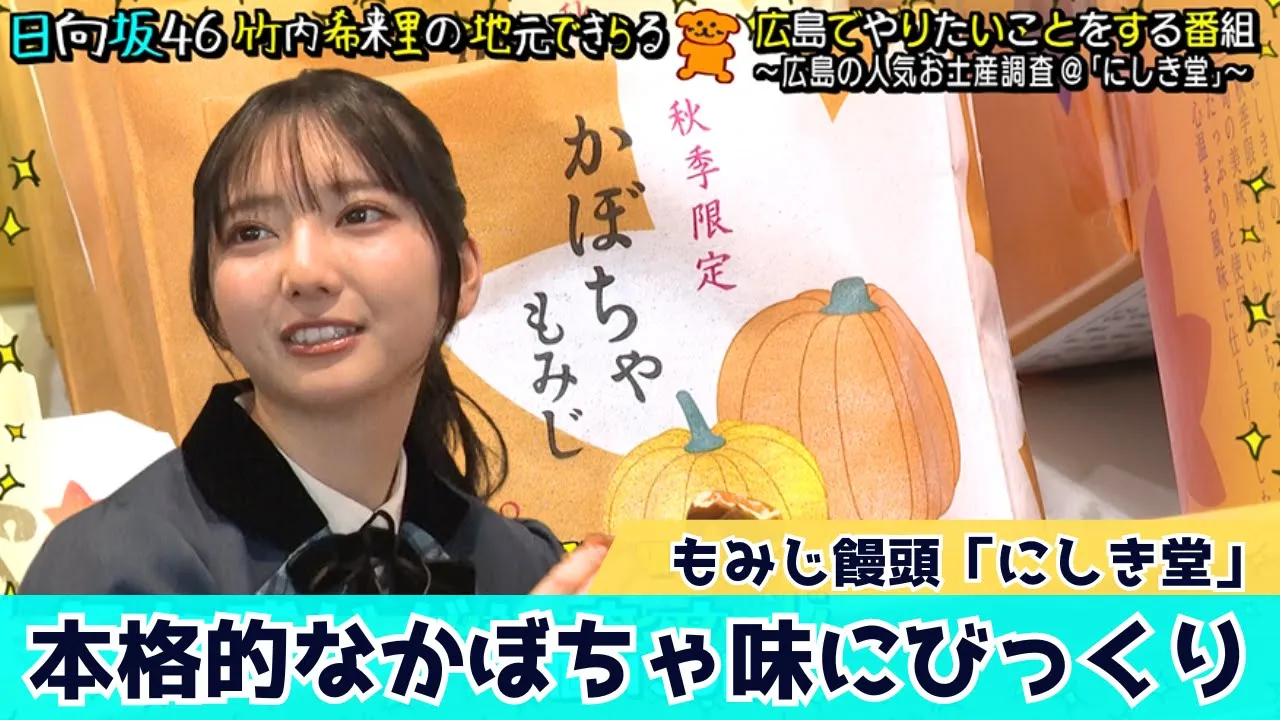 日向坂46 竹内希来里の地元できらる
広島でやりたいことをする番組
~広島の人気お土産調査@「にしき堂」~
秋季限定
かぼちゃ
もみじ
もみじ饅頭「にしき堂」
本格的なかぼちゃ味にびっくり